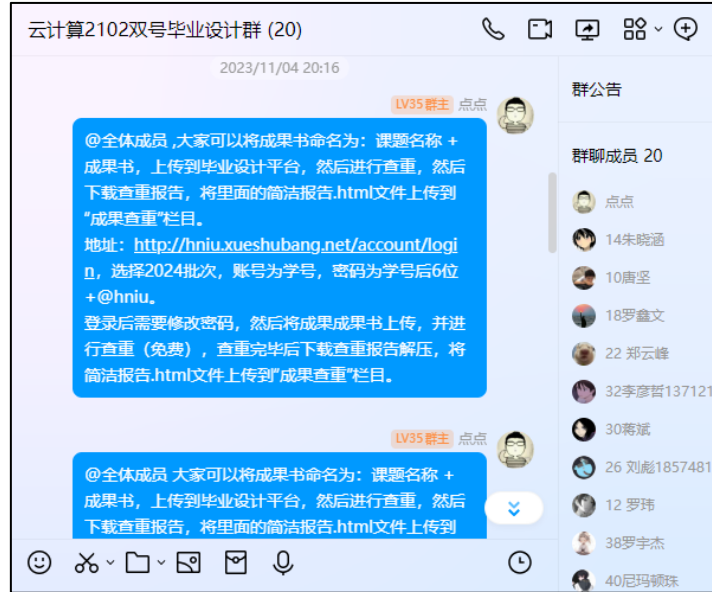 云计算2102双号毕业设计群 (20)
2023/11/04 20:16
LV35 群主 点点
@全体成员 ,大家可以将成果书命名为：课题名称 +
成果书，上传到毕业设计平台，然后进行查重，然后
下载查重报告，将里面的简洁报告.html文件上传到
“成果查重”栏目。
地址：http://hniu.xueshubang.net/account/logi
n，选择2024批次，账号为学号，密码为学号后6位
+@hniu。
登录后需要修改密码，然后将成果成果书上传，并进
行查重（免费），查重完毕后下载查重报告解压，将
简洁报告.html文件上传到“成果查重”栏目。
LV35 群主 点点
@全体成员 大家可以将成果书命名为：课题名称 +
成果书，上传到毕业设计平台，然后进行查重，然后
下载查重报告，将里面的简洁报告.html文件上传到
群公告
群聊成员 20
点点
14朱晓涵
10唐坚
18罗鑫文
22 郑云峰
32李彦哲137121
30蒋斌
26 刘彪1857481
12 罗玮
38罗宇杰
40尼玛顿珠